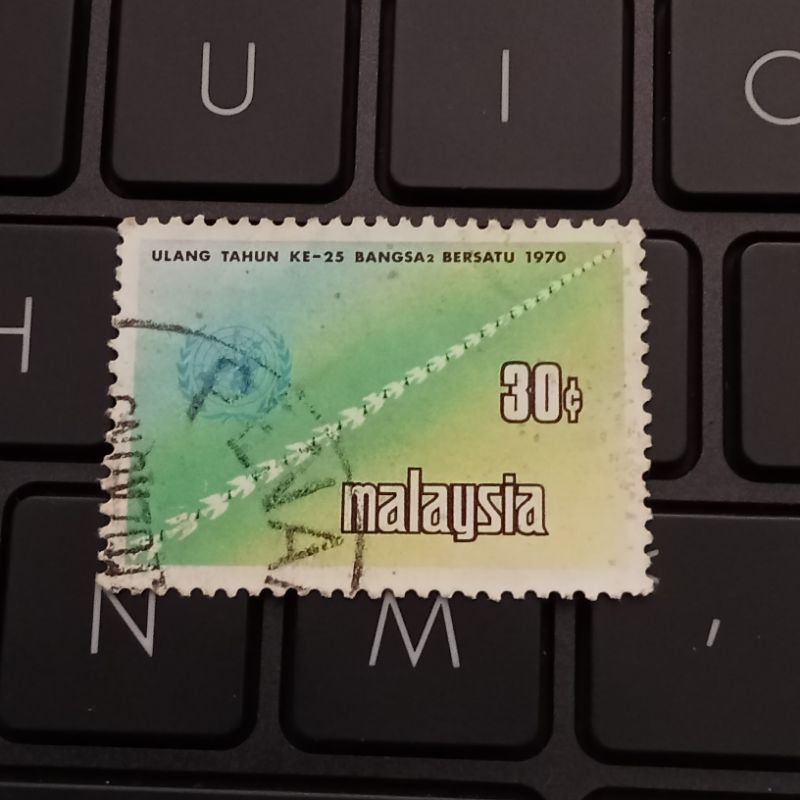 U I
ULANG TAHUN KE-25 BANGSA2 BERSATU 1970
H
30¢
malaysia
N M ,